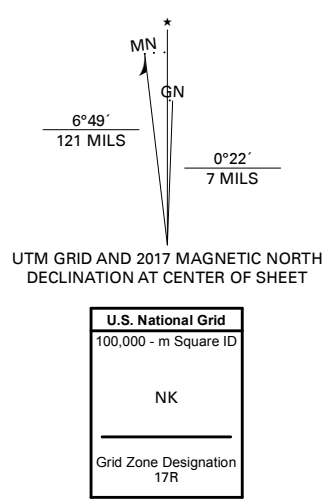 MN
GN
6°49´
121 MILS
0°22´
7 MILS
UTM GRID AND 2017 MAGNETIC NORTH
DECLINATION AT CENTER OF SHEET
U.S. National Grid
100,000 - m Square ID
NK
Grid Zone Designation
17R